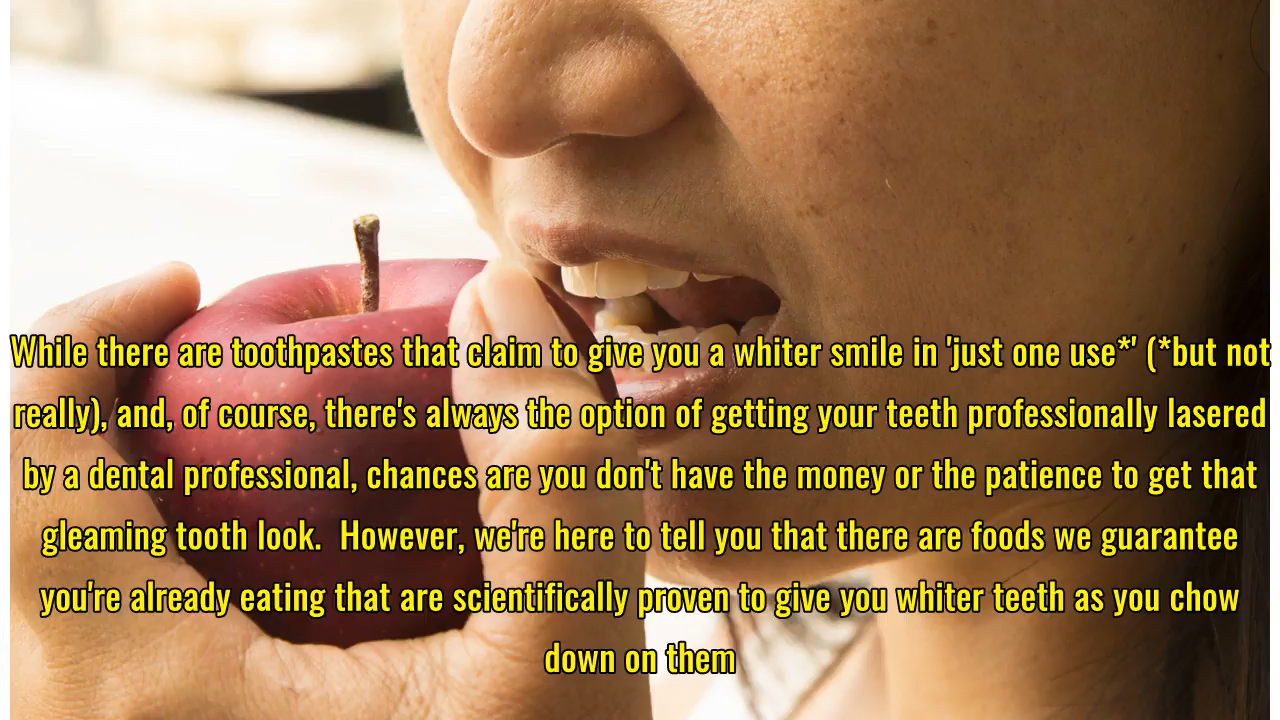 While there are toothpastes that claim to give you a whiter smile in 'just one use*' (*but not
really), and, of course, there's always the option of getting your teeth professionally lasered
by a dental professional, chances are you don't have the money or the patience to get that
gleaming tooth look.  However, we're here to tell you that there are foods we guarantee
you're already eating that are scientifically proven to give you whiter teeth as you chow
down on them